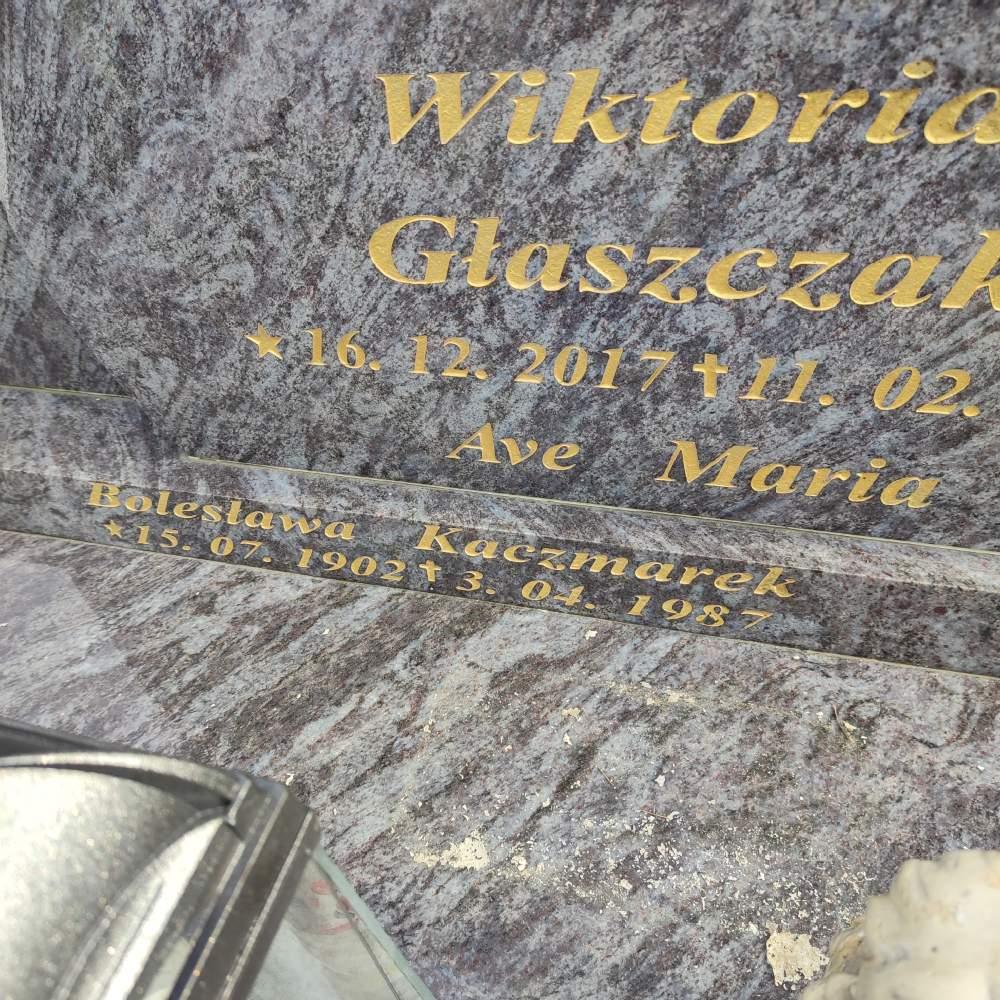 Wiktoria
Głaszczak
★ 16. 12. 2017 ✝ 11. 02.
Ave Maria
Bolesława Kaczmarek
★ 15. 07. 1902 ✝ 3. 04. 1987